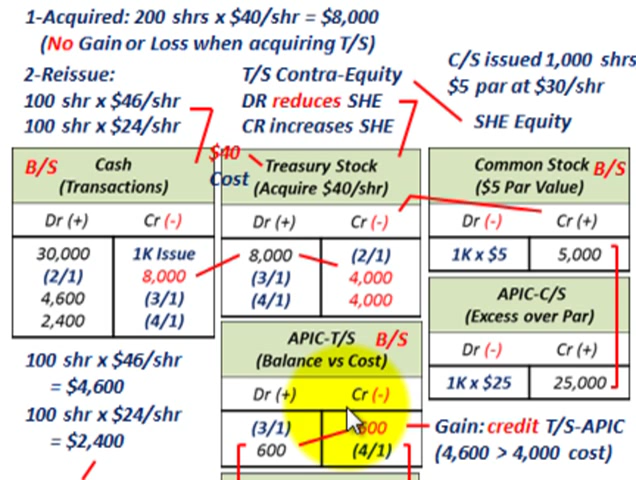 1-Acquired: 200 shrs x $40/shr = $8,000
(No Gain or Loss when acquiring T/S)
2-Reissue:
100 shr x $46/shr
100 shr x $24/shr
T/S Contra-Equity
DR reduces SHE
CR increases SHE
C/S issued 1,000 shrs
$5 par at $30/shr
SHE Equity
B/S Cash
(Transactions)
Dr (+) Cr (-)
30,000 1K Issue
(2/1) 8,000
4,600 (3/1)
2,400 (4/1)
$40
Cost
Treasury Stock
(Acquire $40/shr)
Dr (+) Cr (-)
8,000 (2/1)
(3/1) 4,000
(4/1) 4,000
Common Stock B/S
($5 Par Value)
Dr (-) Cr (+)
1K x $5 5,000
APIC-C/S
(Excess over Par)
Dr (-) Cr (+)
1K x $25 25,000
APIC-T/S B/S
(Balance vs Cost)
Dr (+) Cr (-)
(3/1) 600
600 (4/1)
100 shr x $46/shr
= $4,600
100 shr x $24/shr
= $2,400
Gain: credit T/S-APIC
(4,600 > 4,000 cost)